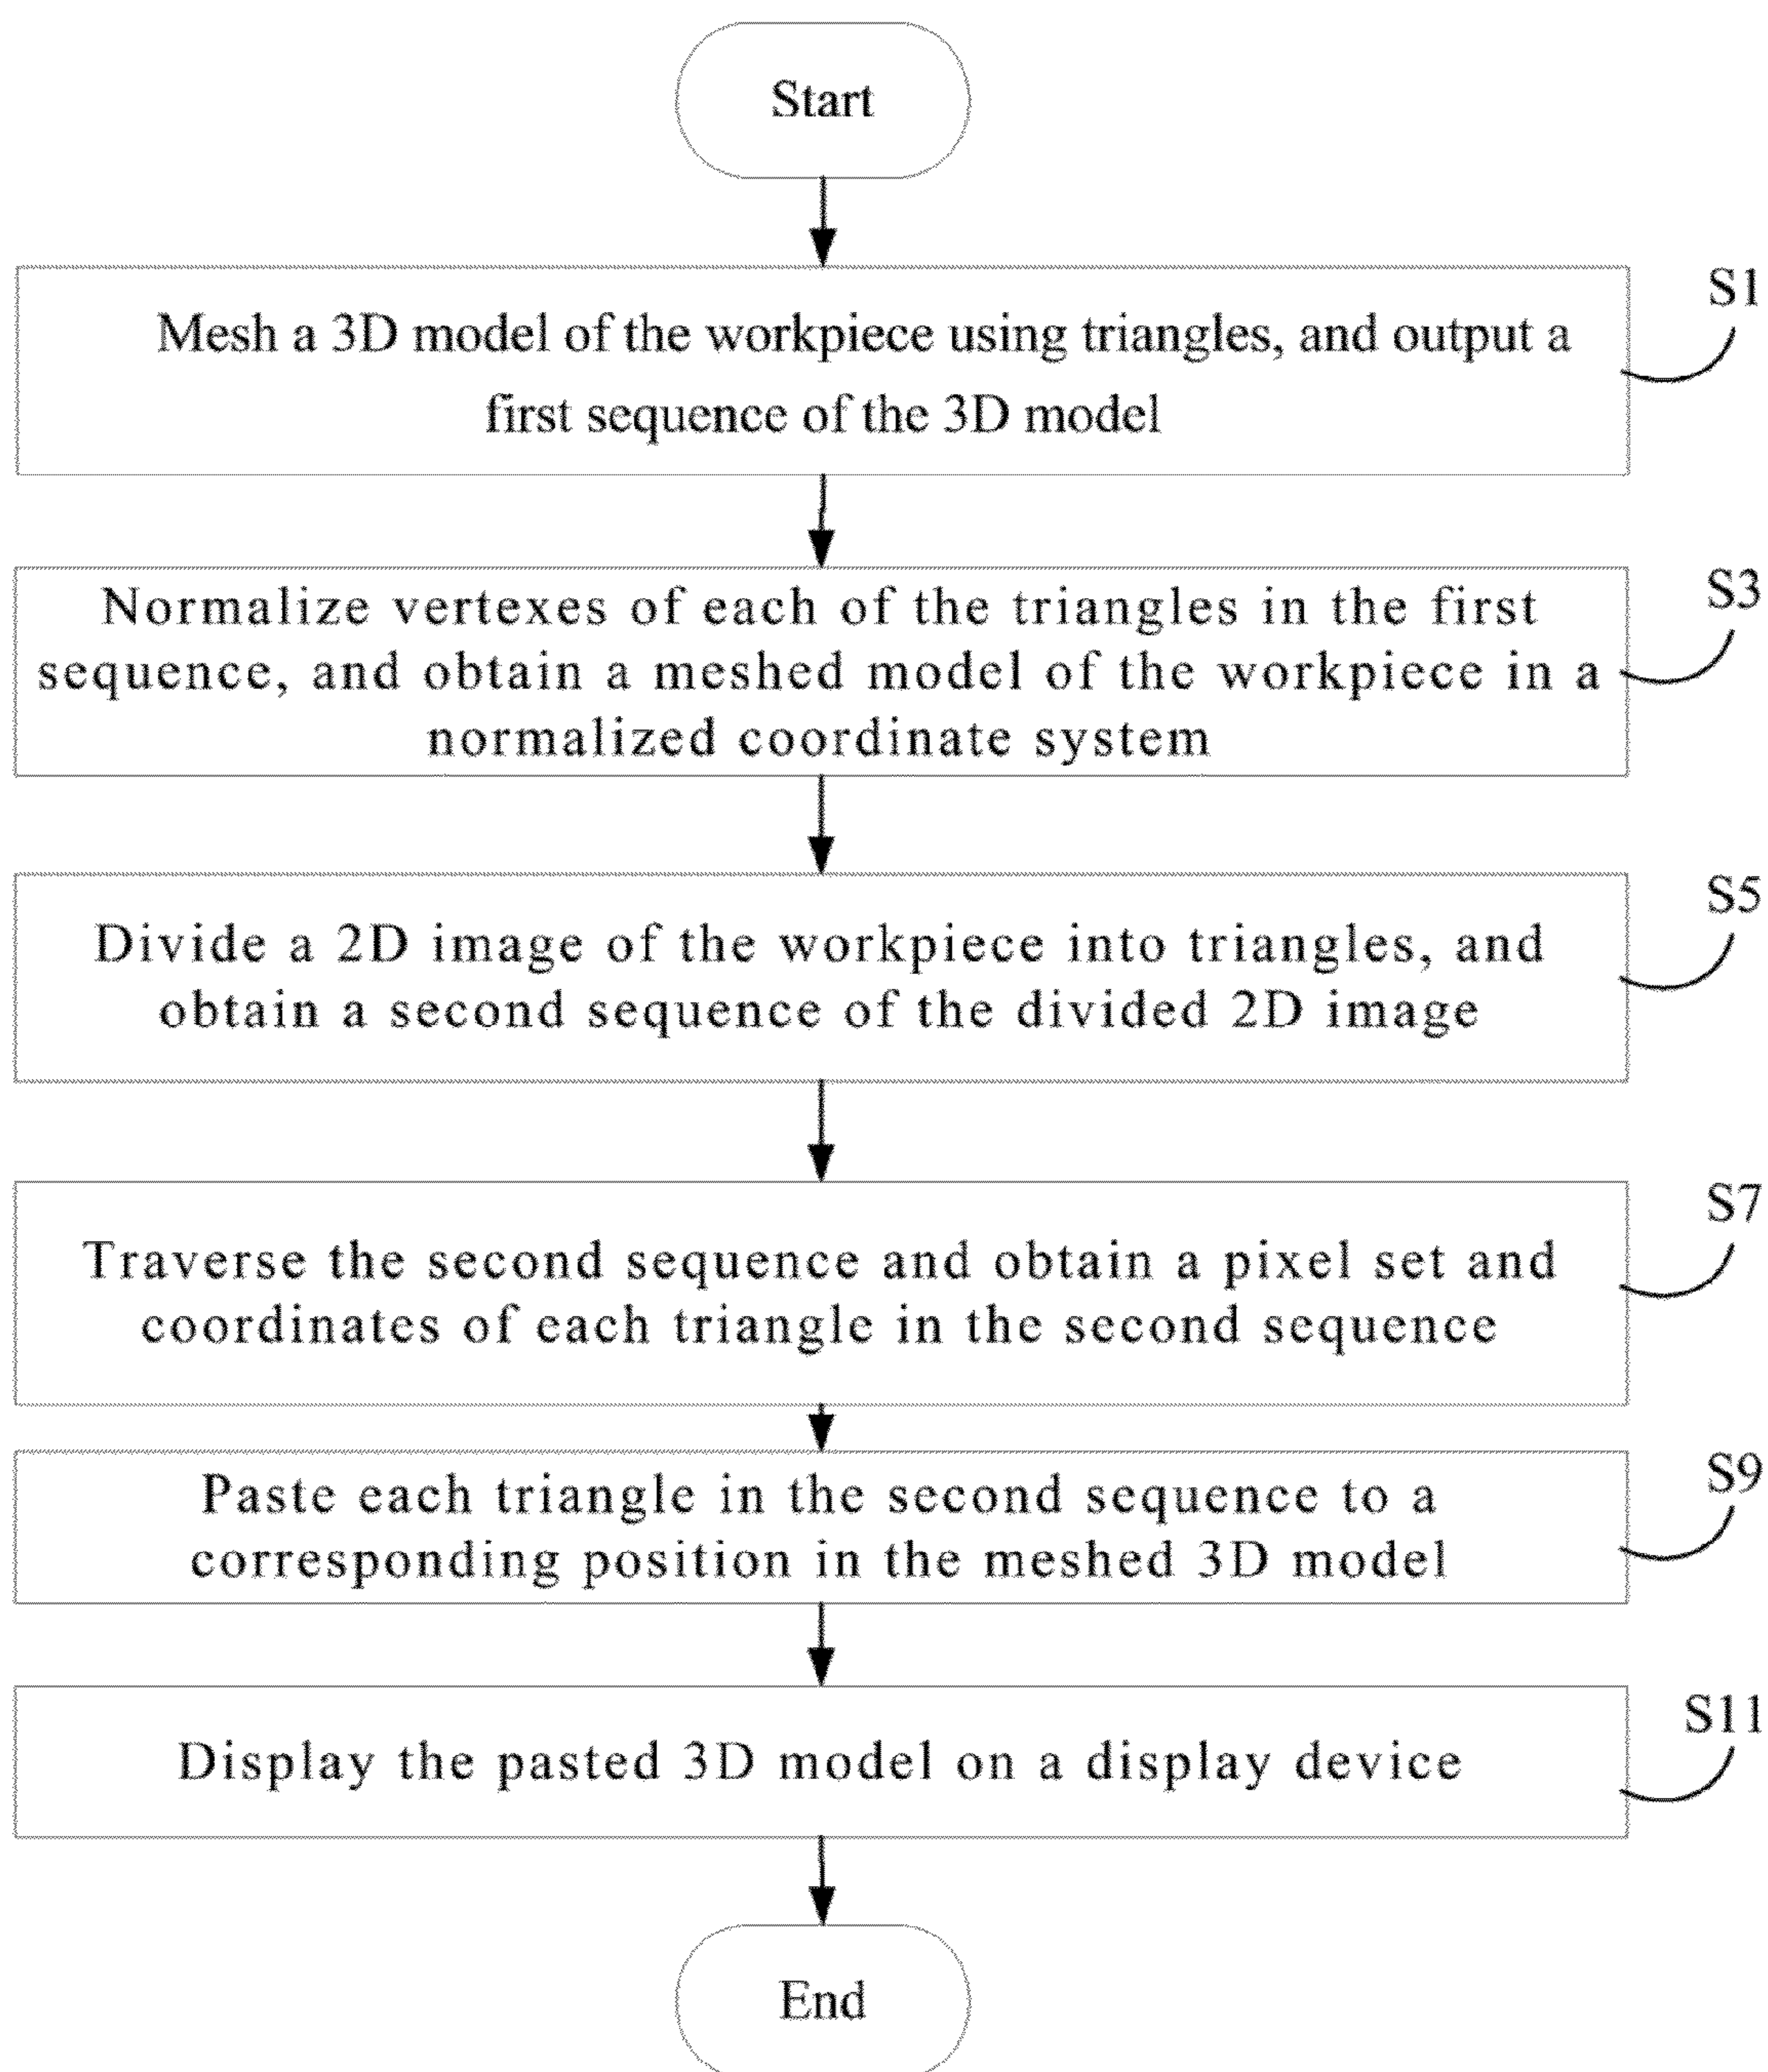 Start
S1
Mesh a 3D model of the workpiece using triangles, and output a
first sequence of the 3D model
S3
Normalize vertexes of each of the triangles in the first
sequence, and obtain a meshed model of the workpiece in a
normalized coordinate system
S5
Divide a 2D image of the workpiece into triangles, and
obtain a second sequence of the divided 2D image
S7
Traverse the second sequence and obtain a pixel set and
coordinates of each triangle in the second sequence
S9
Paste each triangle in the second sequence to a
corresponding position in the meshed 3D model
S11
Display the pasted 3D model on a display device
End